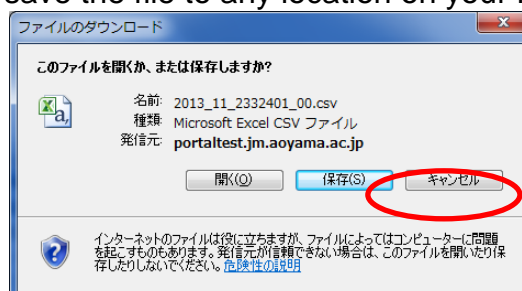 save the file to any location on your
ファイルのダウンロード
このファイルを開くか、または保存しますか?
名前: 2013_11_2332401_00.csv
種類: Microsoft Excel CSV ファイル
発信元: portaltest.jm.aoyama.ac.jp
開く(O) 保存(S) キャンセル
インターネットのファイルは役に立ちますが、ファイルによってはコンピューターに問題
を起こすものもあります。発信元が信頼できない場合は、このファイルを開いたり保
存したりしないでください。危険性の説明